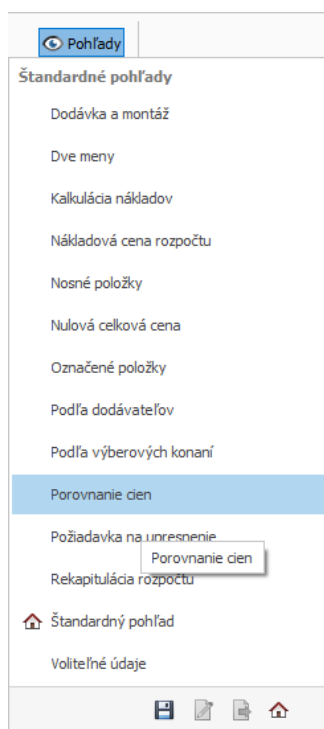 Pohľady
Štandardné pohľady
Dodávka a montáž
Dve meny
Kalkulácia nákladov
Nákladová cena rozpočtu
Nosné položky
Nulová celková cena
Označené položky
Podľa dodávateľov
Podľa výberových konaní
Porovnanie cien
Požiadavka na upresnenie
Porovnanie cien
Rekapitulácia rozpočtu
Štandardný pohľad
Voliteľné údaje